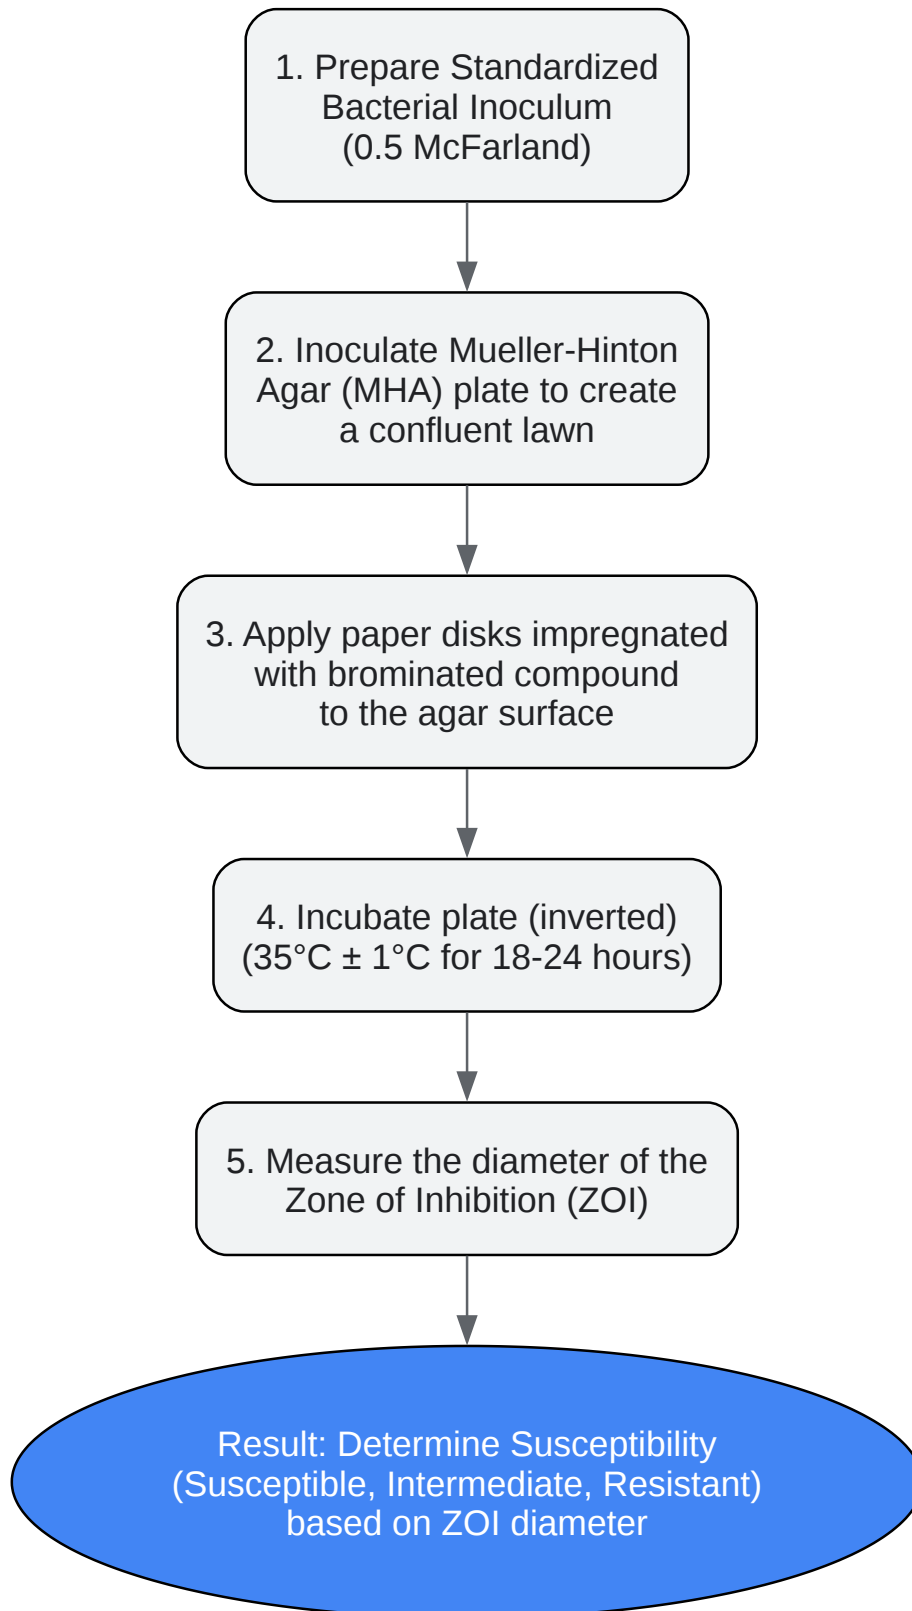 1. Prepare Standardized
Bacterial Inoculum
(0.5 McFarland)
2. Inoculate Mueller-Hinton
Agar (MHA) plate to create
a confluent lawn
3. Apply paper disks impregnated
with brominated compound
to the agar surface
4. Incubate plate (inverted)
(35°C ± 1°C for 18-24 hours)
5. Measure the diameter of the
Zone of Inhibition (ZOI)
Result: Determine Susceptibility
(Susceptible, Intermediate, Resistant)
based on ZOI diameter